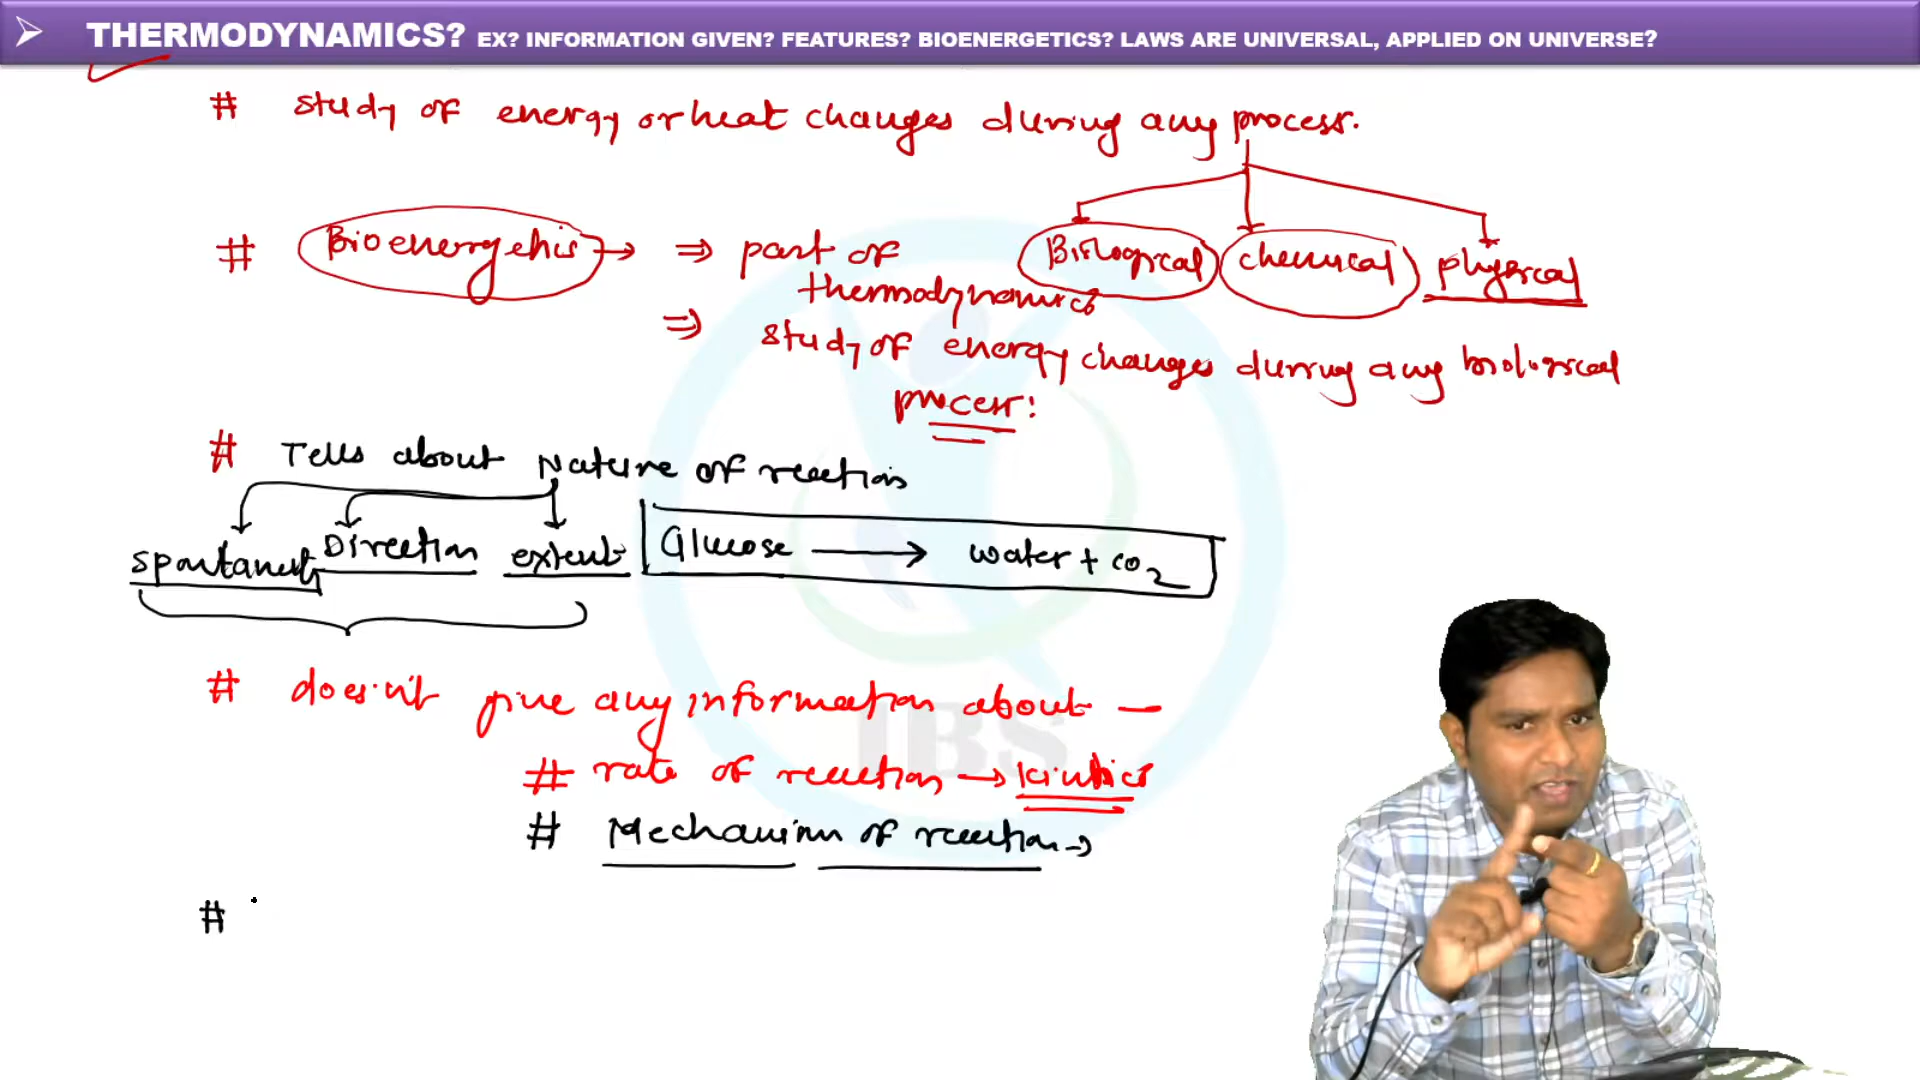 THERMODYNAMICS? EX? INFORMATION GIVEN? FEATURES? BIOENERGETICS? LAWS ARE UNIVERSAL, APPLIED ON UNIVERSE?
# study of energy or heat changes during any process.
Biological chemical physical
# Bioenergetics → ⇒ part of
thermodynamics
⇒ study of energy changes during any biological
process:
# Tells about Nature of reaction
spontaneity Direction extent Glucose → water + CO2
# doesn't give any information about —
# rate of reaction → kinetics
# Mechanism of reaction →
#
IBS